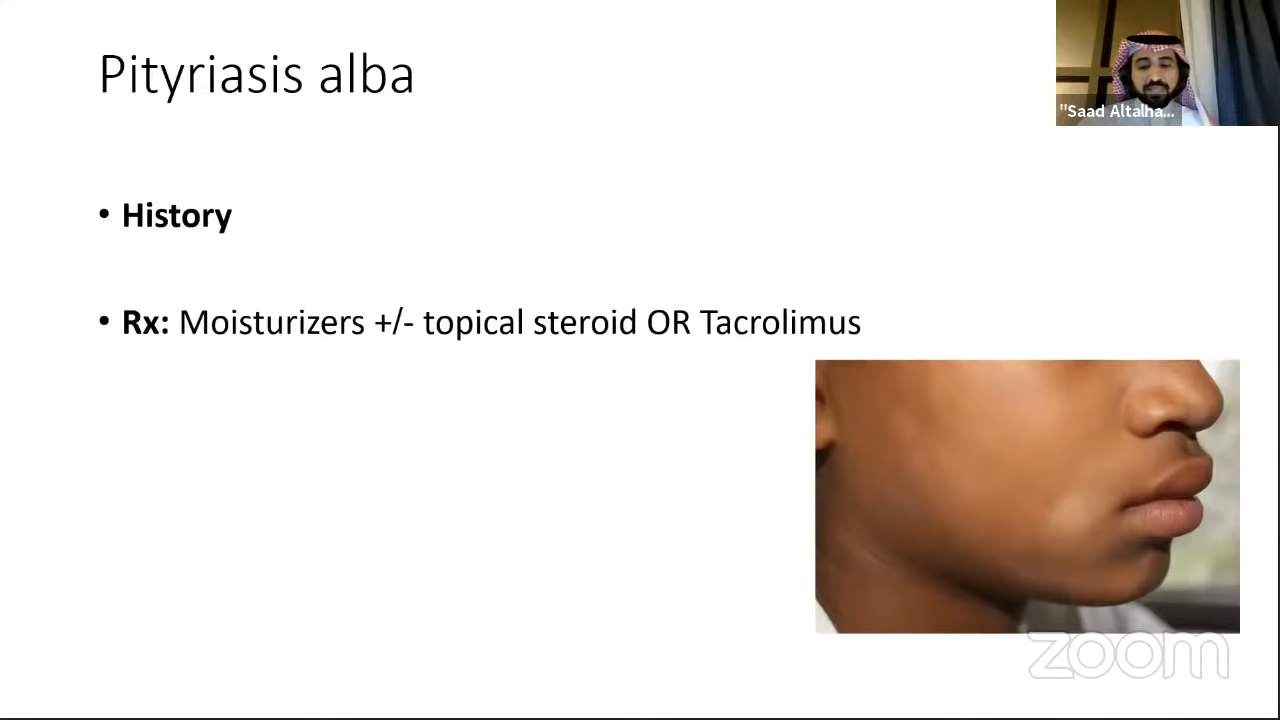 Pityriasis alba
"Saad Altalha...
• History
• Rx: Moisturizers +/- topical steroid OR Tacrolimus
zoom